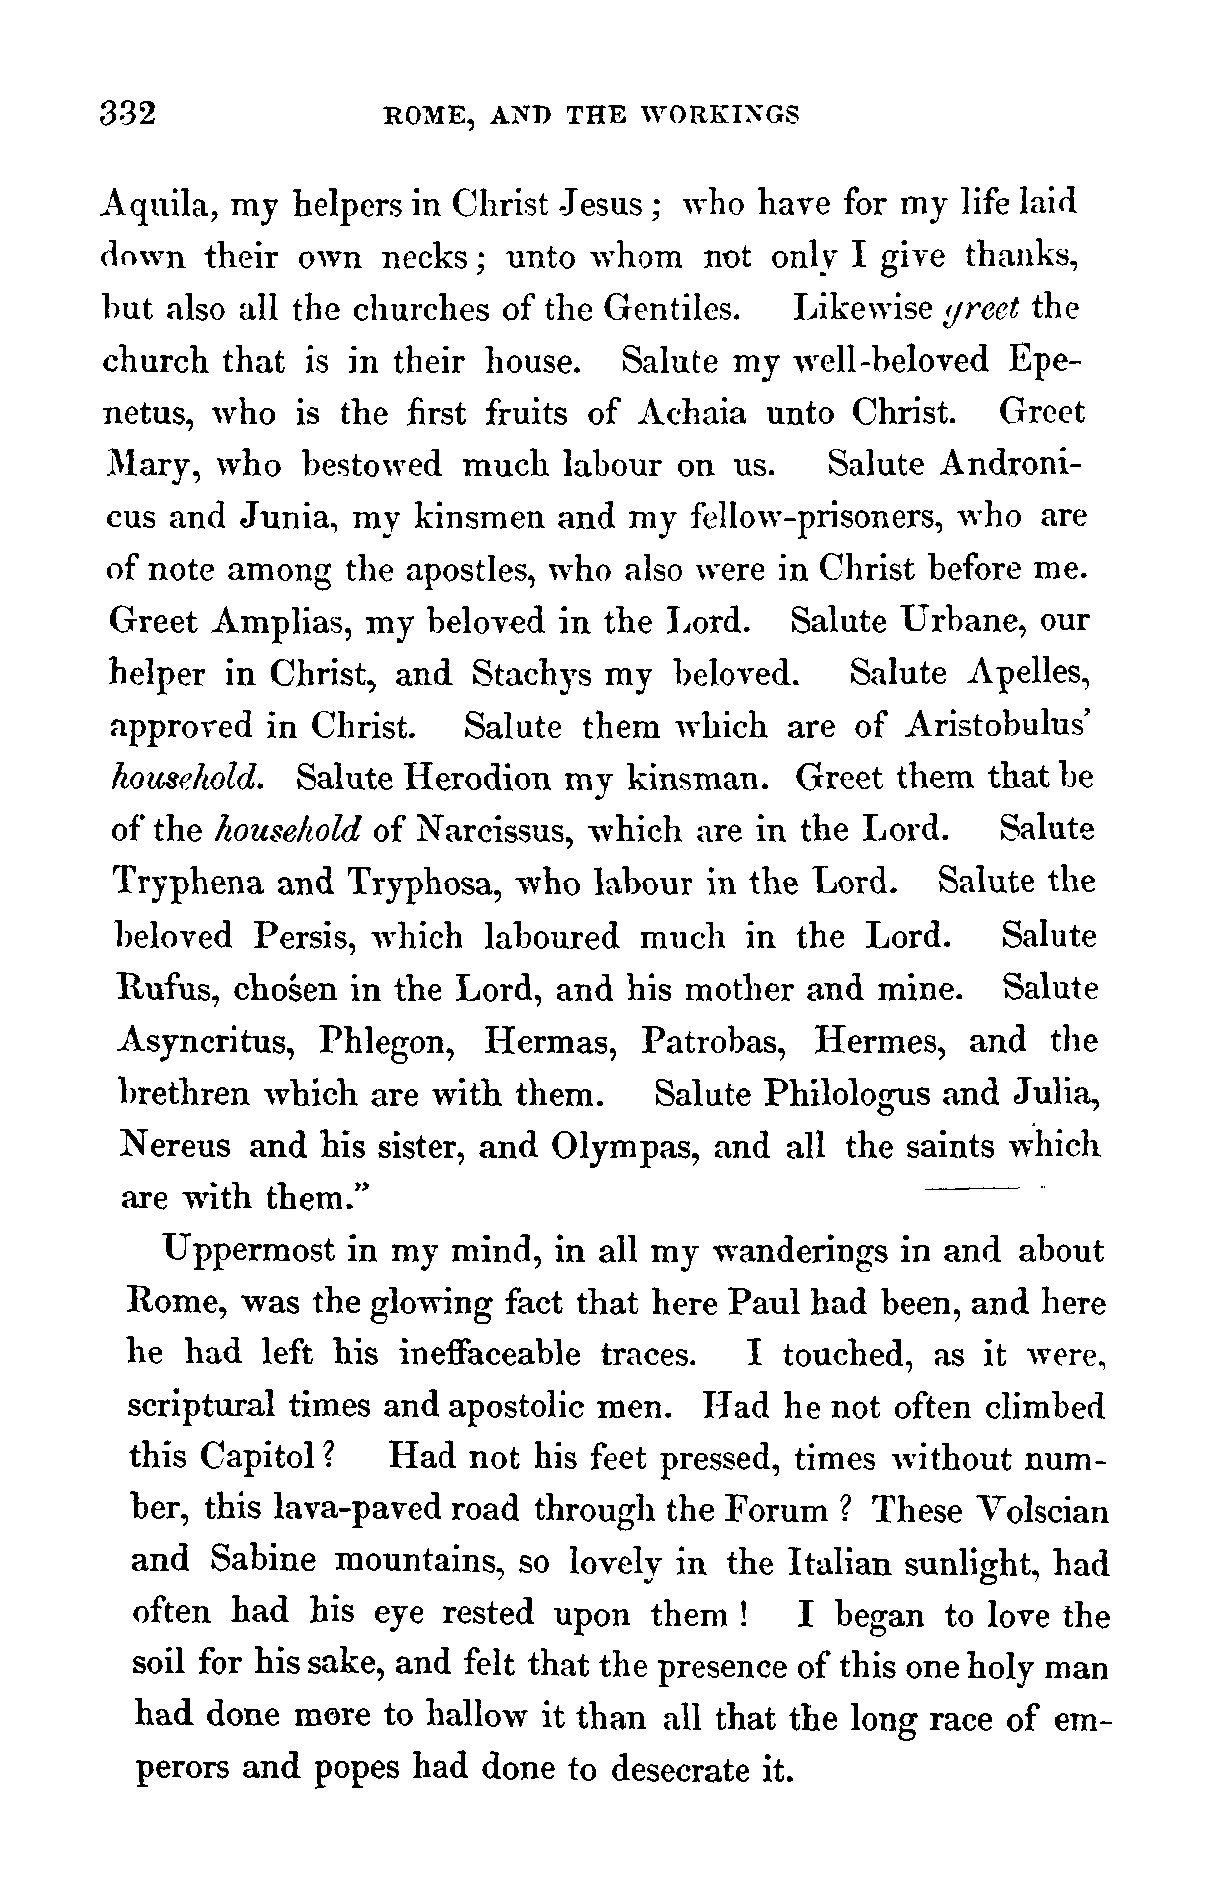 332 ROME, AND THE WORKINGS
Aquila, my helpers in Christ Jesus; who have for my life laid
down their own necks; unto whom not only I give thanks,
but also all the churches of the Gentiles. Likewise greet the
church that is in their house. Salute my well-beloved Epe-
netus, who is the first fruits of Achaia unto Christ. Greet
Mary, who bestowed much labour on us. Salute Androni-
cus and Junia, my kinsmen and my fellow-prisoners, who are
of note among the apostles, who also were in Christ before me.
Greet Amplias, my beloved in the Lord. Salute Urbane, our
helper in Christ, and Stachys my beloved. Salute Apelles,
approved in Christ. Salute them which are of Aristobulus'
household. Salute Herodion my kinsman. Greet them that be
of the household of Narcissus, which are in the Lord. Salute
Tryphena and Tryphosa, who labour in the Lord. Salute the
beloved Persis, which laboured much in the Lord. Salute
Rufus, chosen in the Lord, and his mother and mine. Salute
Asyncritus, Phlegon, Hermas, Patrobas, Hermes, and the
brethren which are with them. Salute Philologus and Julia,
Nereus and his sister, and Olympas, and all the saints which
are with them."
Uppermost in my mind, in all my wanderings in and about
Rome, was the glowing fact that here Paul had been, and here
he had left his ineffaceable traces. I touched, as it were,
scriptural times and apostolic men. Had he not often climbed
this Capitol? Had not his feet pressed, times without num-
ber, this lava-paved road through the Forum? These Volscian
and Sabine mountains, so lovely in the Italian sunlight, had
often had his eye rested upon them! I began to love the
soil for his sake, and felt that the presence of this one holy man
had done more to hallow it than all that the long race of em-
perors and popes had done to desecrate it.